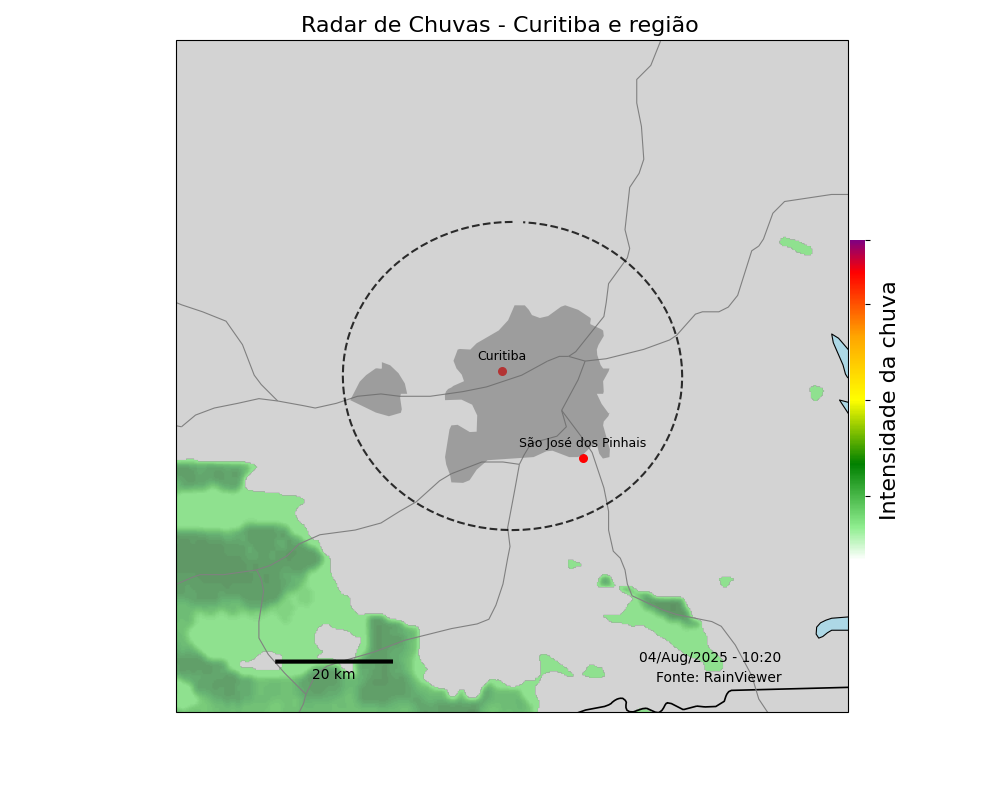 Radar de Chuvas - Curitiba e região
Curitiba
São José dos Pinhais
Intensidade da chuva
04/Aug/2025 - 10:20
Fonte: RainViewer
20 km